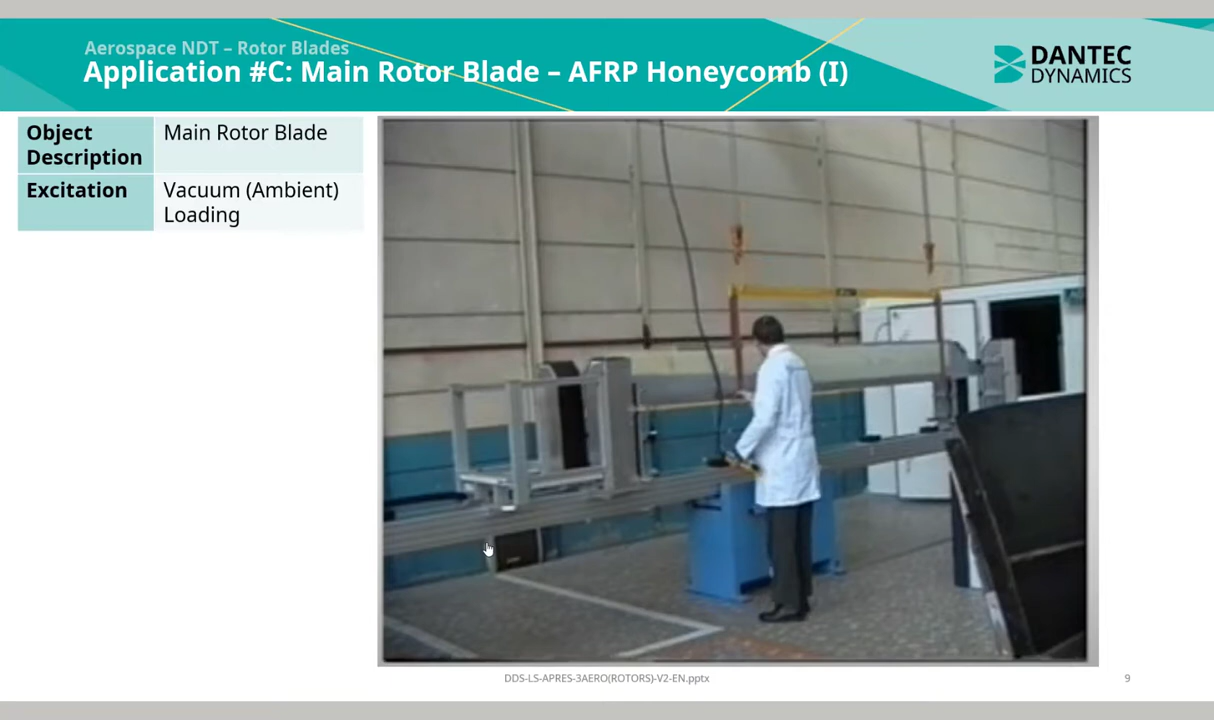 Aerospace NDT – Rotor Blades
Application #C: Main Rotor Blade – AFRP Honeycomb (I)
DANTEC
DYNAMICS
Object
Description
Main Rotor Blade
Excitation
Vacuum (Ambient)
Loading
DDS-LS-APRES-3AERO(ROTORS)-V2-EN.pptx
9